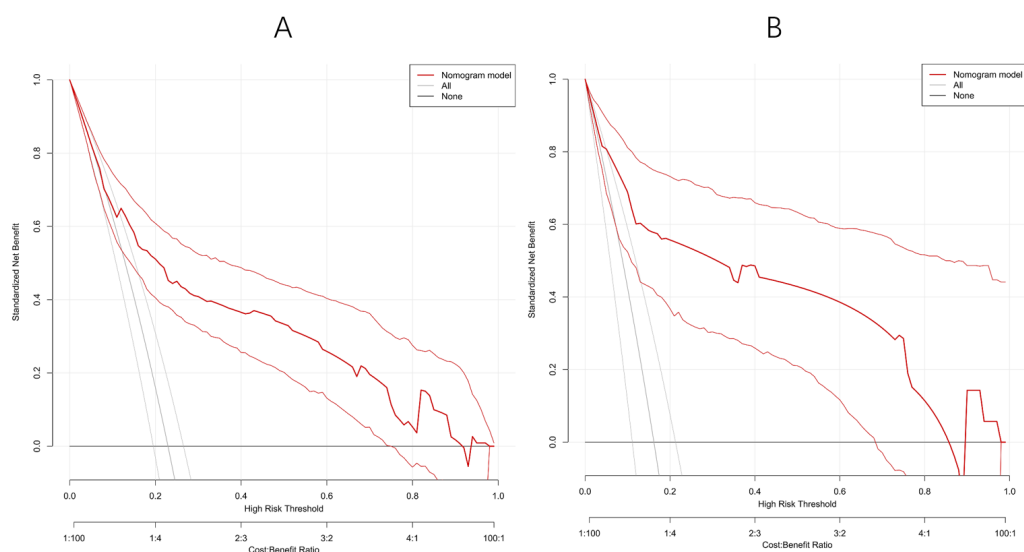 A
Standardized Net Benefit
1.0
0.8
0.6
0.4
0.2
0.0
Nomogram model
All
None
0.0 0.2 0.4 0.6 0.8 1.0
High Risk Threshold
1:100 1:4 2:3 3:2 4:1 100:1
Cost:Benefit Ratio
B
Standardized Net Benefit
1.0
0.8
0.6
0.4
0.2
0.0
Nomogram model
All
None
0.0 0.2 0.4 0.6 0.8 1.0
High Risk Threshold
1:100 1:4 2:3 3:2 4:1 100:1
Cost:Benefit Ratio